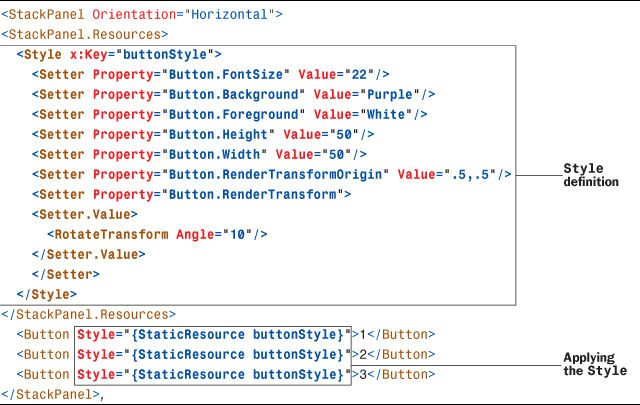 <StackPanel Orientation="Horizontal">
<StackPanel.Resources>
<Style x:Key="buttonStyle">
<Setter Property="Button.FontSize" Value="22"/>
<Setter Property="Button.Background" Value="Purple"/>
<Setter Property="Button.Foreground" Value="White"/>
<Setter Property="Button.Height" Value="50"/>
<Setter Property="Button.Width" Value="50"/>
<Setter Property="Button.RenderTransformOrigin" Value=".5,.5"/>
<Setter Property="Button.RenderTransform">
<Setter.Value>
<RotateTransform Angle="10"/>
</Setter.Value>
</Setter>
</Style>
</StackPanel.Resources>
<Button Style="{StaticResource buttonStyle}">1</Button>
<Button Style="{StaticResource buttonStyle}">2</Button>
<Button Style="{StaticResource buttonStyle}">3</Button>
</StackPanel>,
Style
definition
Applying
the Style